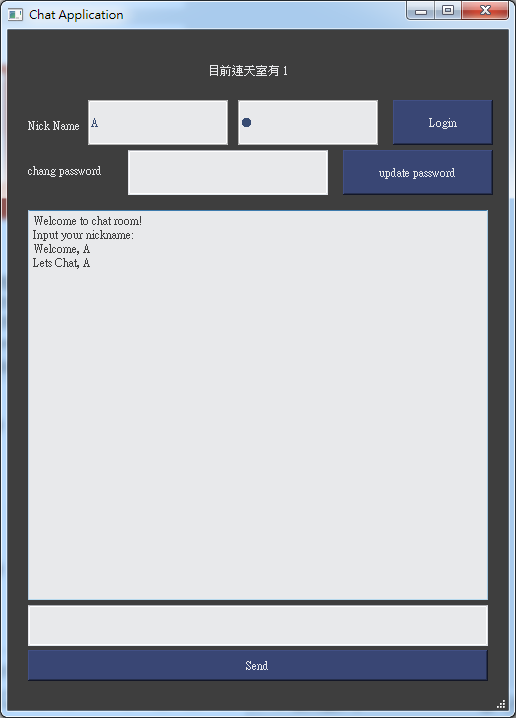 Chat Application
目前連天室有 1
Nick Name A ● Login
chang password update password
Welcome to chat room!
Input your nickname:
Welcome, A
Lets Chat, A
Send